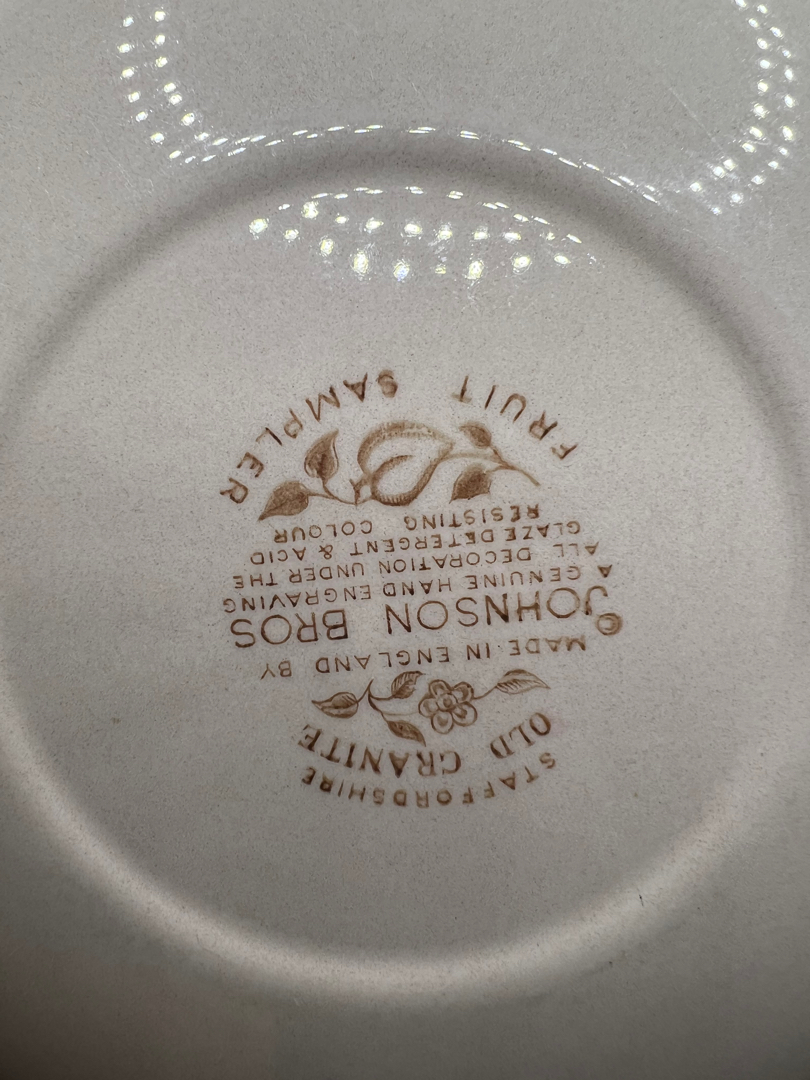 STAFFORDSHIRE
OLD GRANITE
MADE·IN ENGLAND BY
©JOHNSON BROS
A GENUINE HAND ENGRAVING
ALL DECORATION UNDER THE
GLAZE DETERGENT & ACID
RESISTING COLOUR
FRUIT SAMPLER